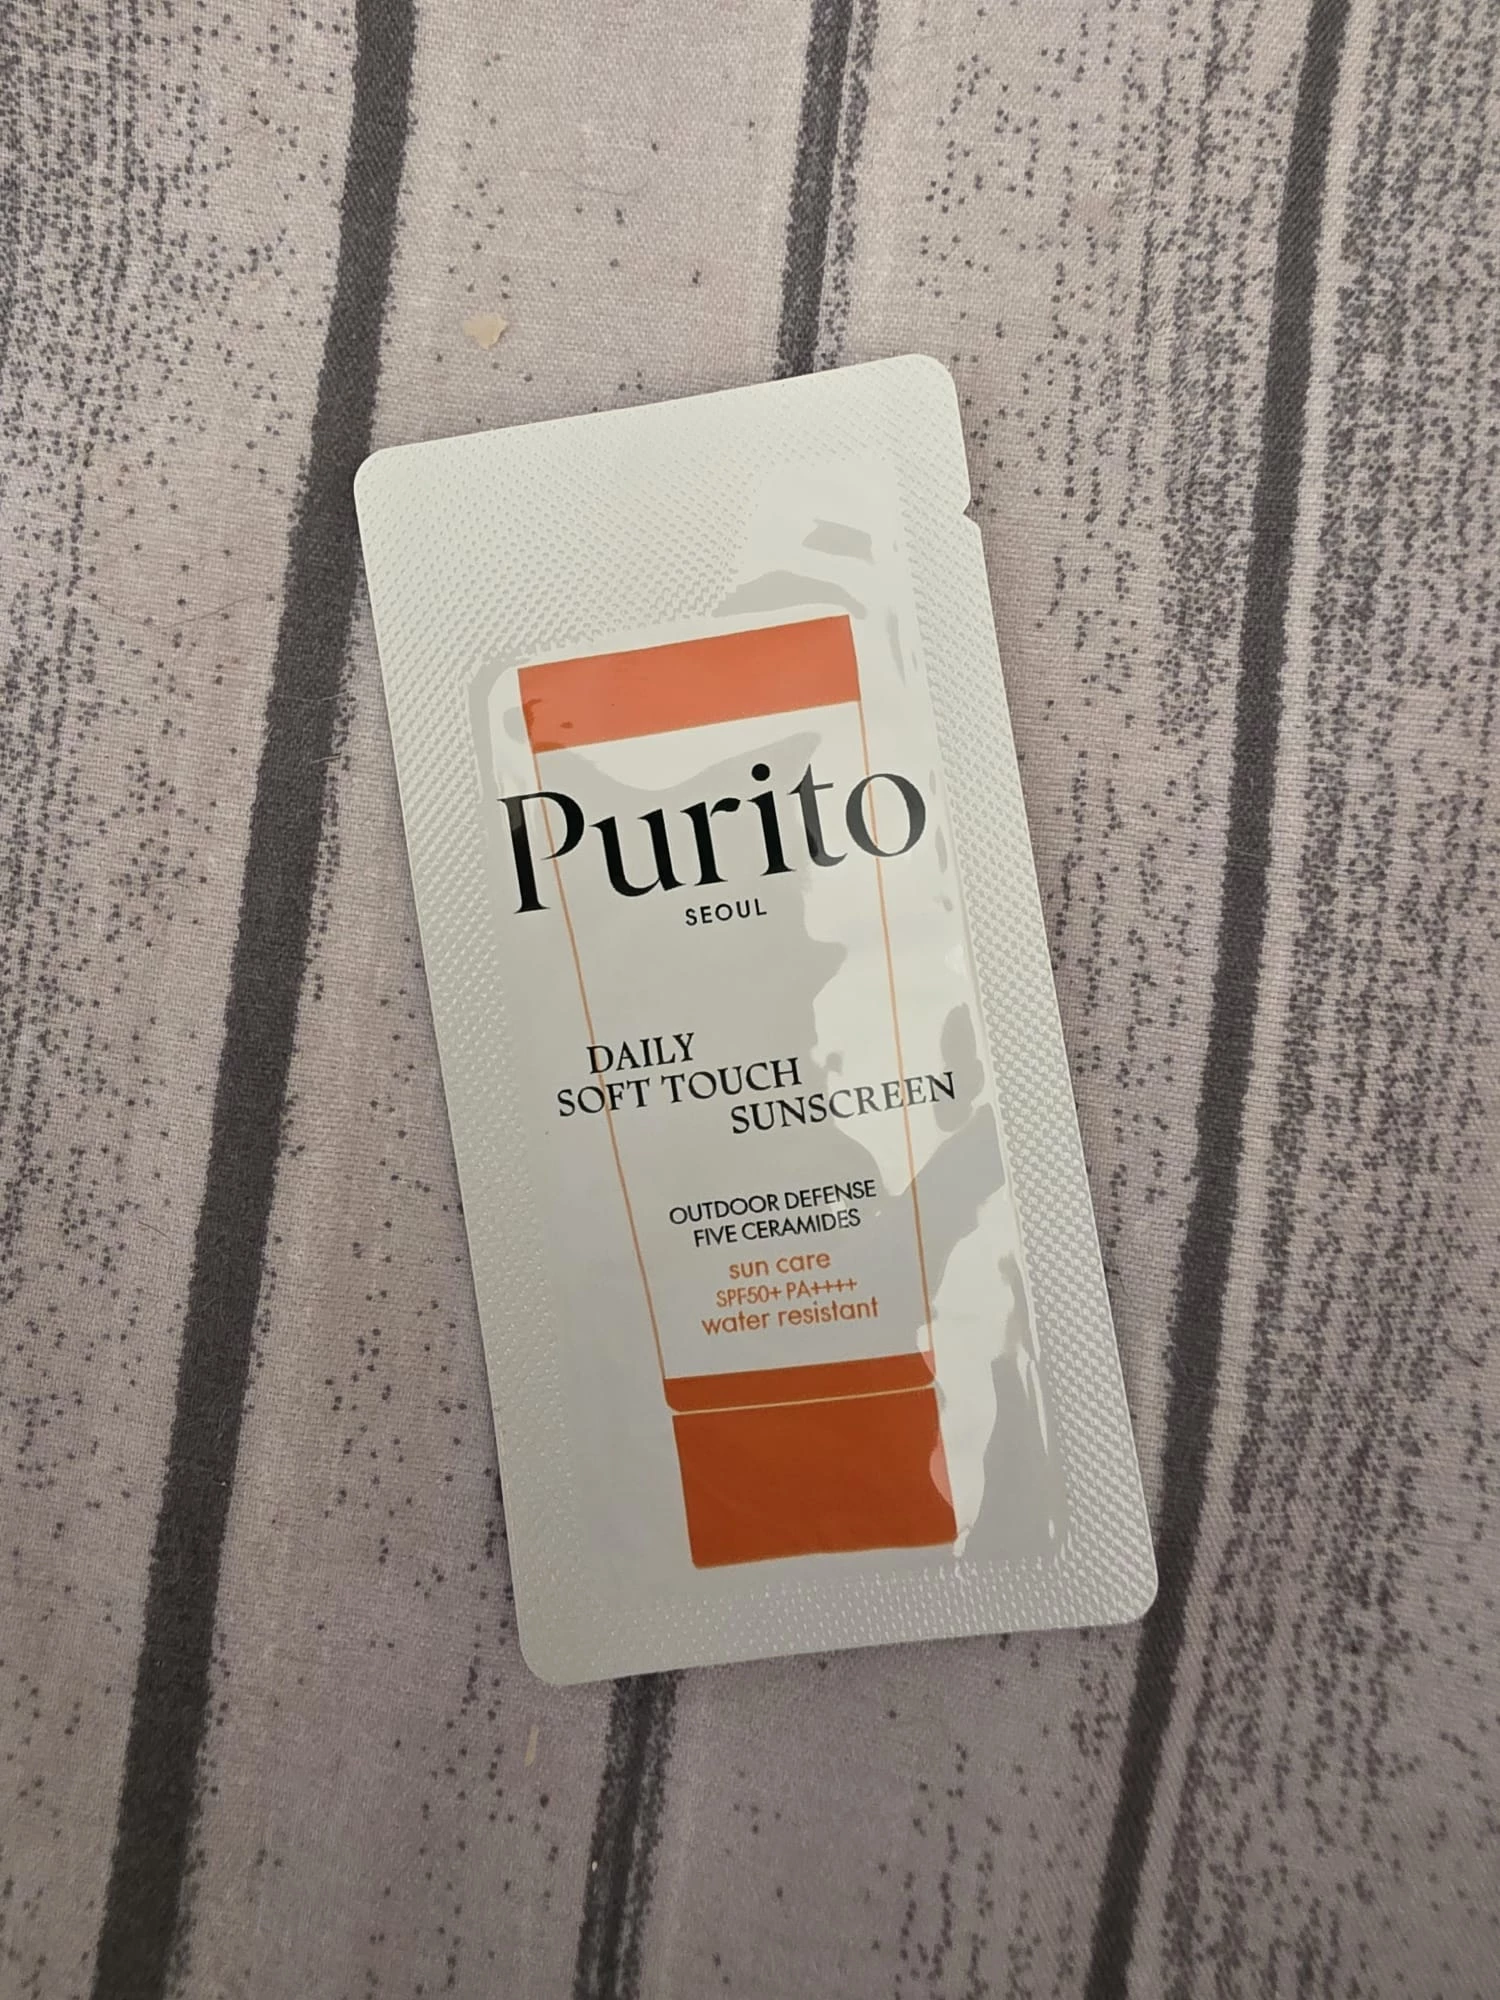 Purito
SEOUL
DAILY
SOFT TOUCH
SUNSCREEN
OUTDOOR DEFENSE
FIVE CERAMIDES
sun care
SPF50+ PA++++
water resistant